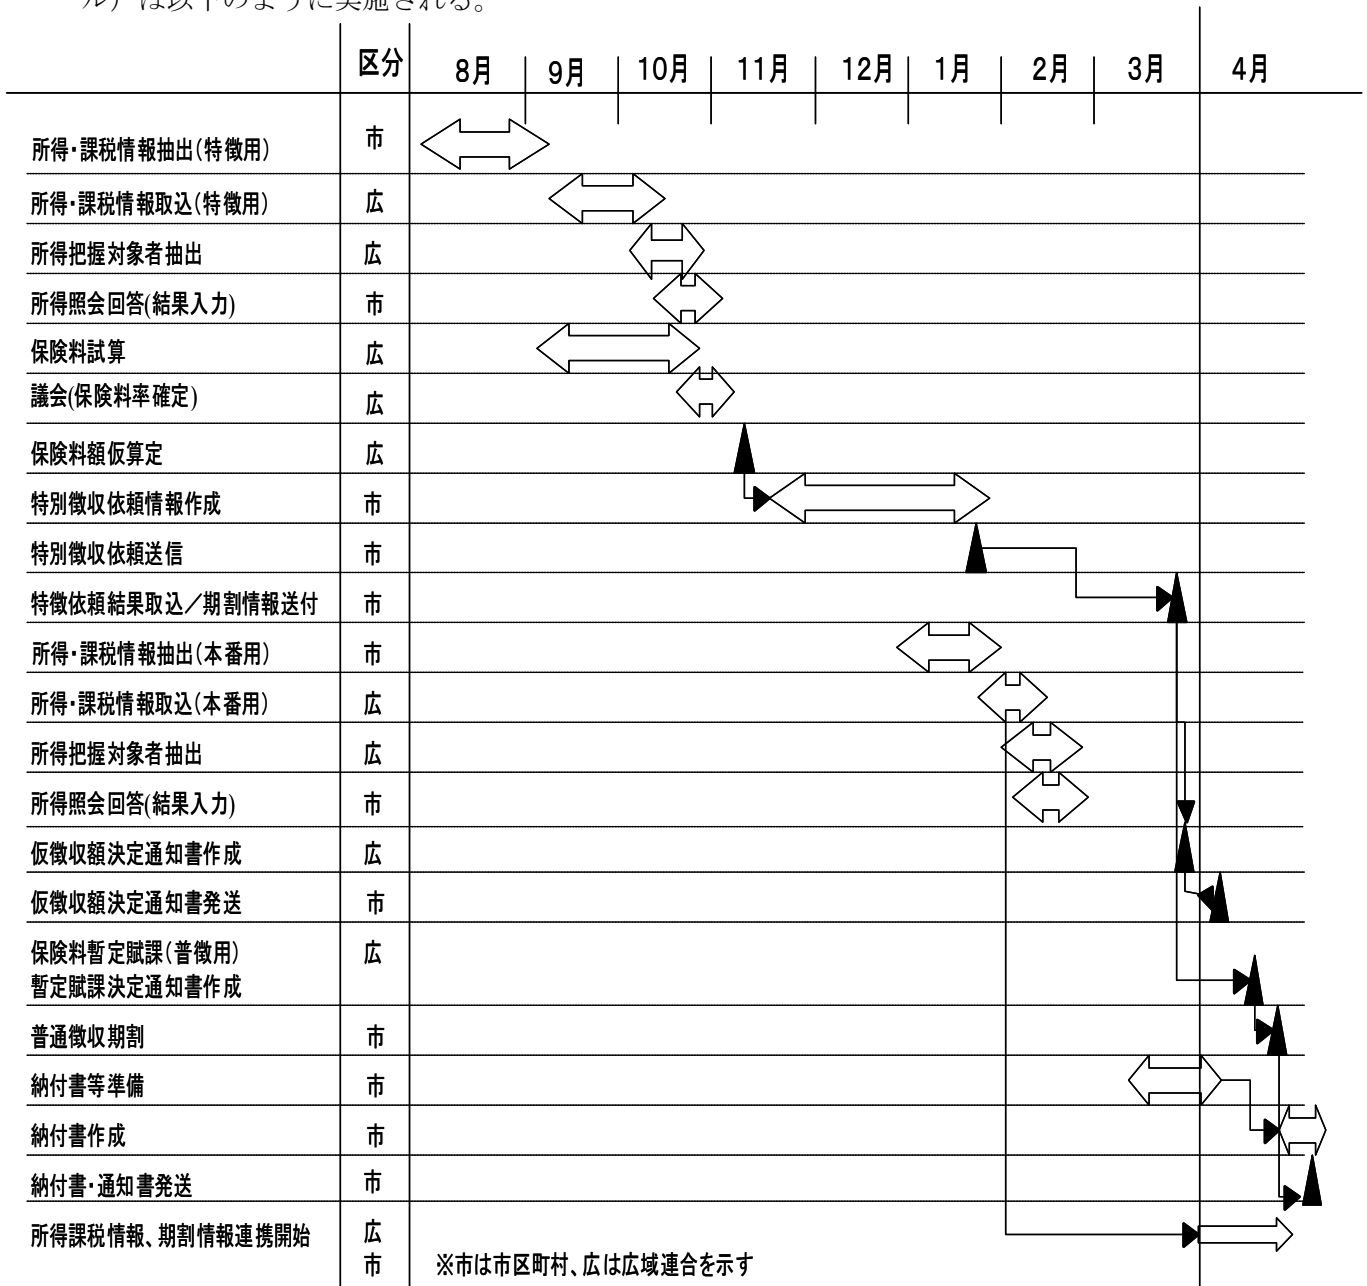 ル）は以下のように実施される。
区分 8月 9月 10月 11月 12月 1月 2月 3月 4月
所得・課税情報抽出(特徴用) 市
所得・課税情報取込(特徴用) 広
所得把握対象者抽出 広
所得照会回答(結果入力) 市
保険料試算 広
議会(保険料率確定) 広
保険料額仮算定 広
特別徴収依頼情報作成 市
特別徴収依頼送信 市
特徴依頼結果取込／期割情報送付 市
所得・課税情報抽出(本番用) 市
所得・課税情報取込(本番用) 広
所得把握対象者抽出 広
所得照会回答(結果入力) 市
仮徴収額決定通知書作成 広
仮徴収額決定通知書発送 市
保険料暫定賦課(普徴用) 広
暫定賦課決定通知書作成
普通徴収期割 市
納付書等準備 市
納付書作成 市
納付書・通知書発送 市
所得課税情報、期割情報連携開始 広
市 ※市は市区町村、広は広域連合を示す